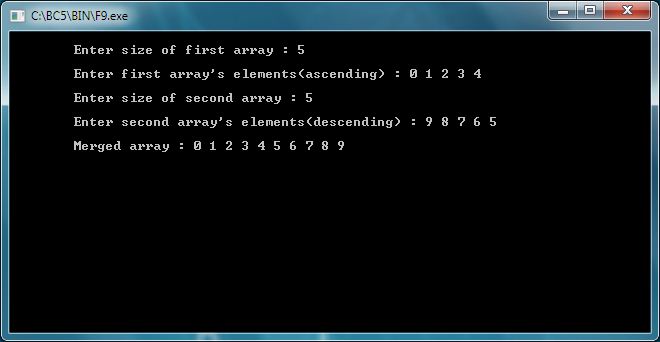 C:\BC5\BIN\F9.exe
Enter size of first array : 5
Enter first array's elements(ascending) : 0 1 2 3 4
Enter size of second array : 5
Enter second array's elements(descending) : 9 8 7 6 5
Merged array : 0 1 2 3 4 5 6 7 8 9